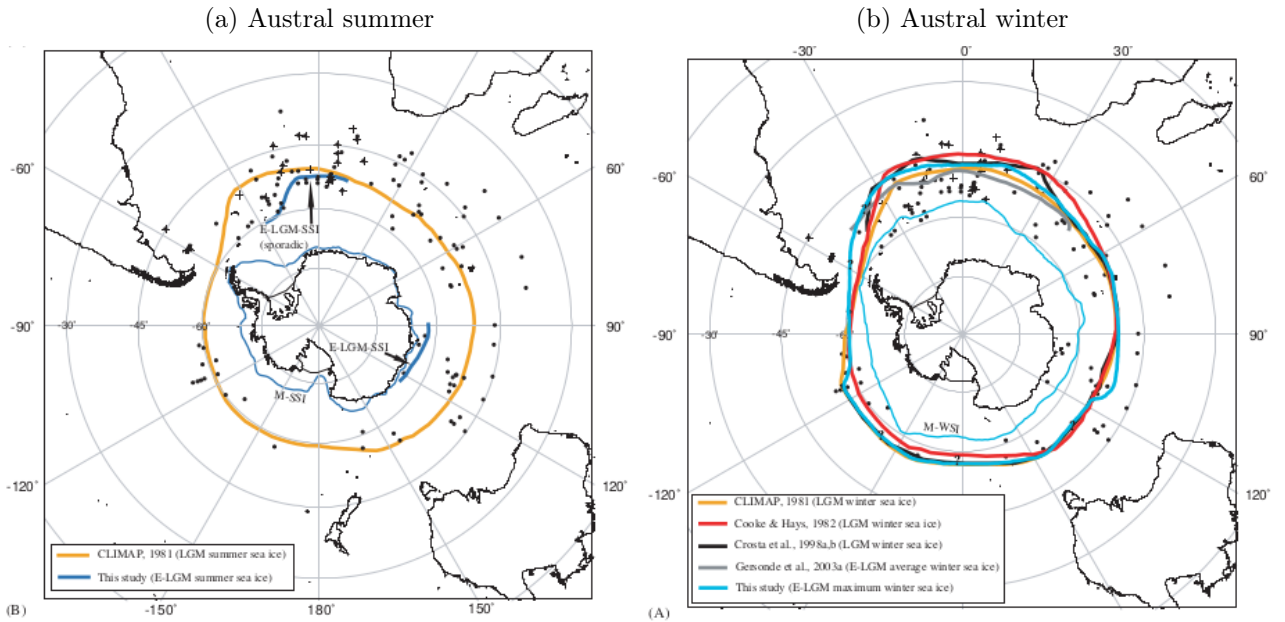 (a) Austral summer
(b) Austral winter
-30˚ 0˚ 30˚
-60˚ 60˚ -60˚ 60˚
E-LGM-SSI
(sporadic)
-90˚ -30˚ -45˚ -60˚ 90˚
E-LGM-SSI
M-SSI
-90˚ -30˚ -45˚ -60˚ 90˚
M-WSI
-120˚ 120˚ -120˚ 120˚
CLIMAP, 1981 (LGM summer sea ice)
This study (E-LGM summer sea ice)
CLIMAP, 1981 (LGM winter sea ice)
Cooke & Hays, 1982 (LGM winter sea ice)
Crosta et al., 1998a,b (LGM winter sea ice)
Gersonde et al., 2003a (E-LGM average winter sea ice)
This study (E-LGM maximum winter sea ice)
(B) -150˚ 180˚ 150˚
(A)